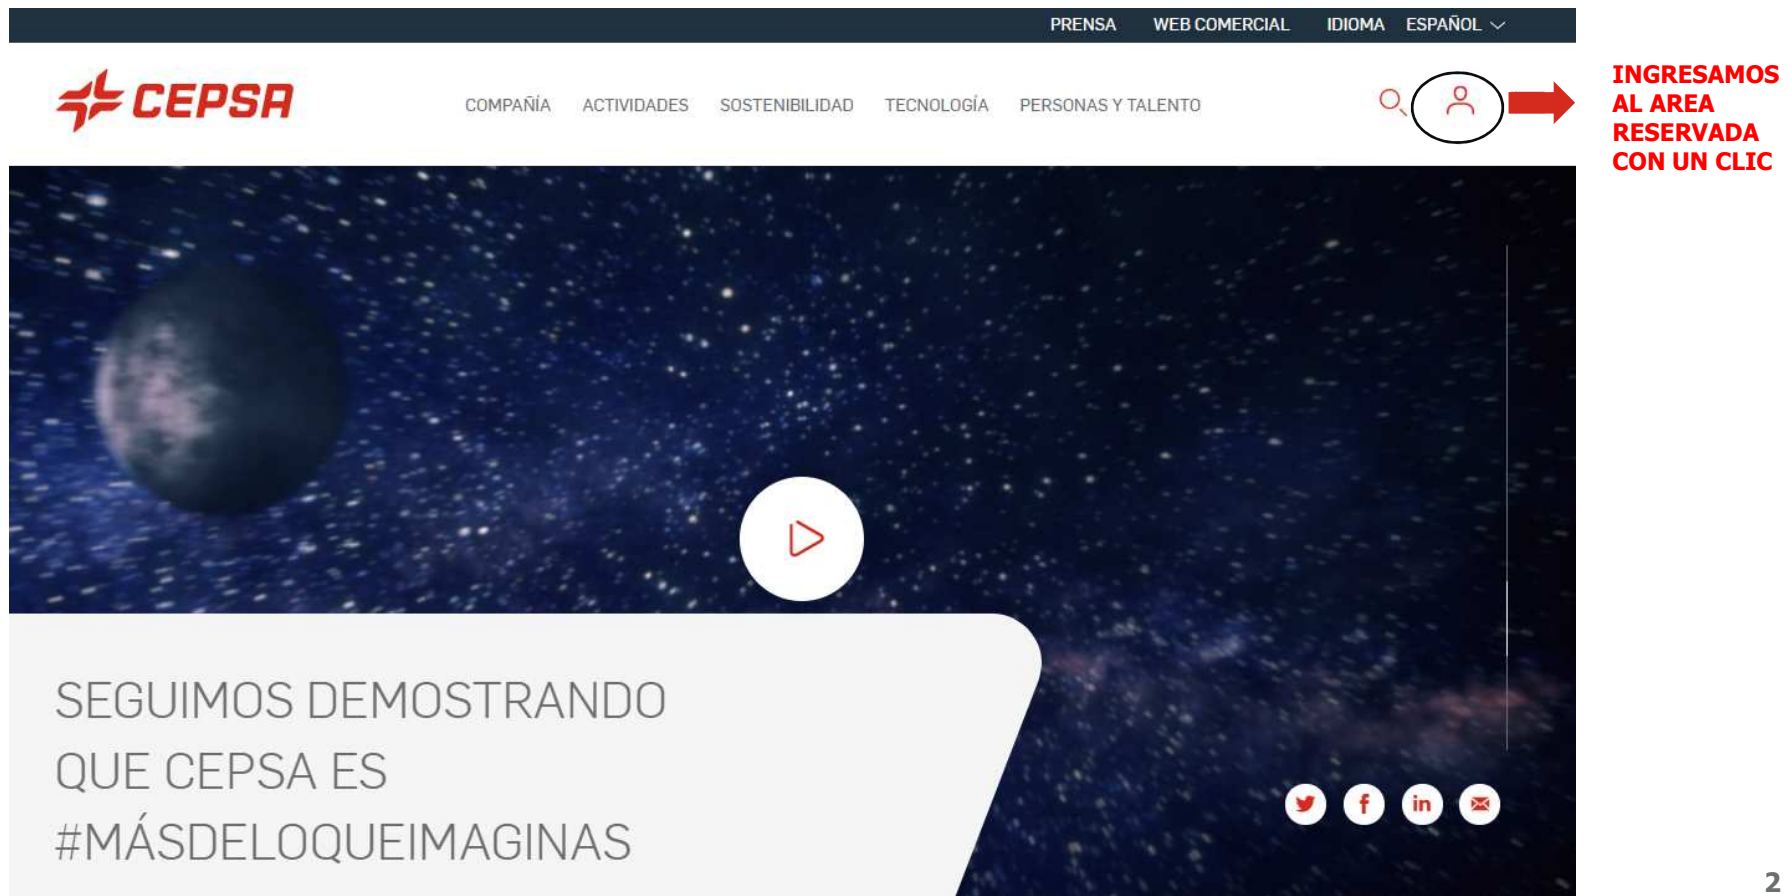 PRENSA WEB COMERCIAL IDIOMA ESPAÑOL
CEPSA
COMPAÑÍA ACTIVIDADES SOSTENIBILIDAD TECNOLOGÍA PERSONAS Y TALENTO
INGRESAMOS
AL AREA
RESERVADA
CON UN CLIC
SEGUIMOS DEMOSTRANDO
QUE CEPSA ES
#MÁSDELOQUEIMAGINAS
f in
2